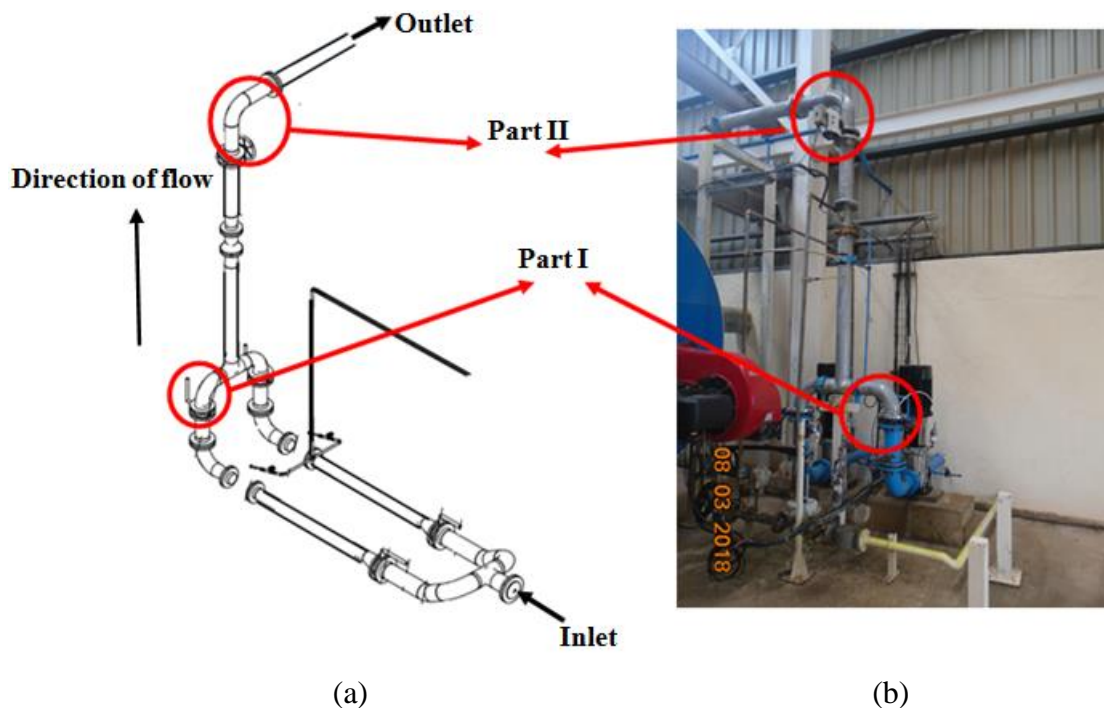 Outlet
Part II
Direction of flow
Part I
08 03 2018
Inlet
(a)
(b)